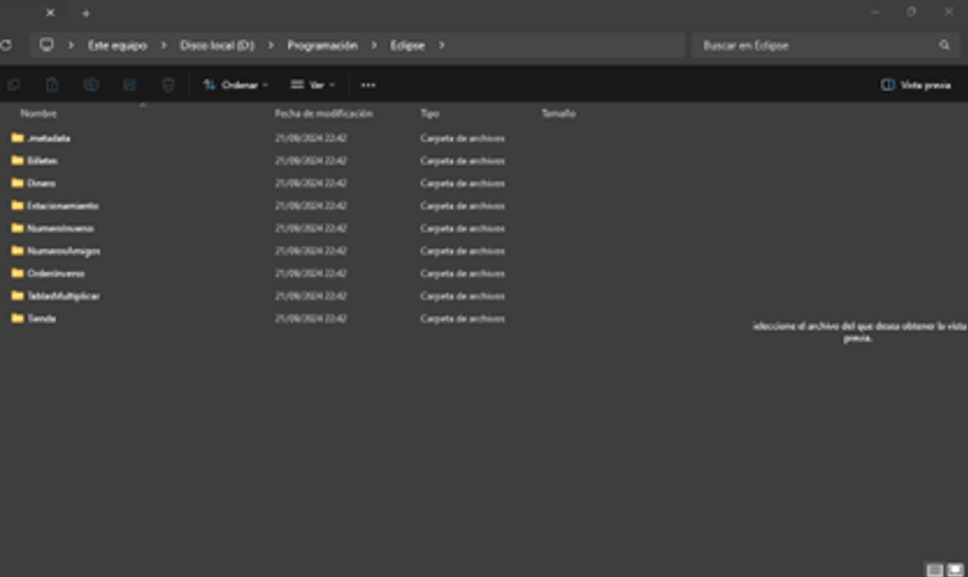 Este equipo > Disco local (D:) > Programación > Eclipse >
Buscar en Eclipse
Ordenar
Ver
Vista previa
Nombre Fecha de modificación Tipo Tamaño
.metadata 21/09/2024 22:42 Carpeta de archivos
Billetes 21/09/2024 22:42 Carpeta de archivos
Dinero 21/09/2024 22:42 Carpeta de archivos
Estacionamiento 21/09/2024 22:42 Carpeta de archivos
NumeroInverso 21/09/2024 22:42 Carpeta de archivos
NumerosAmigos 21/09/2024 22:42 Carpeta de archivos
OrdenInverso 21/09/2024 22:42 Carpeta de archivos
TablasMultiplicar 21/09/2024 22:42 Carpeta de archivos
Tienda 21/09/2024 22:42 Carpeta de archivos
eleccione el archivo del que desea obtener la vista
previa.